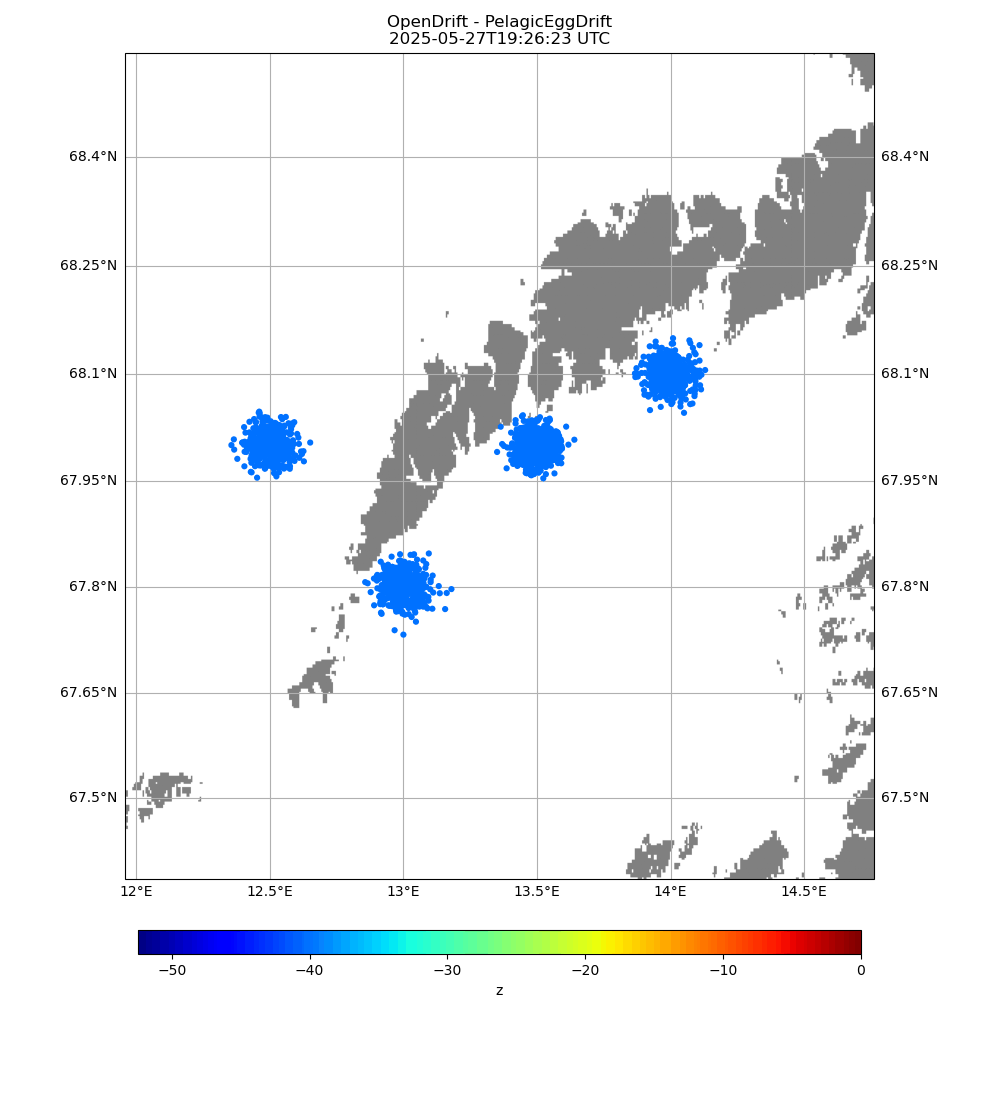 OpenDrift - PelagicEggDrift
2025-05-27T19:26:23 UTC
68.4°N 68.4°N
68.25°N 68.25°N
68.1°N 68.1°N
67.95°N 67.95°N
67.8°N 67.8°N
67.65°N 67.65°N
67.5°N 67.5°N
12°E 12.5°E 13°E 13.5°E 14°E 14.5°E
−50 −40 −30 −20 −10 0
z